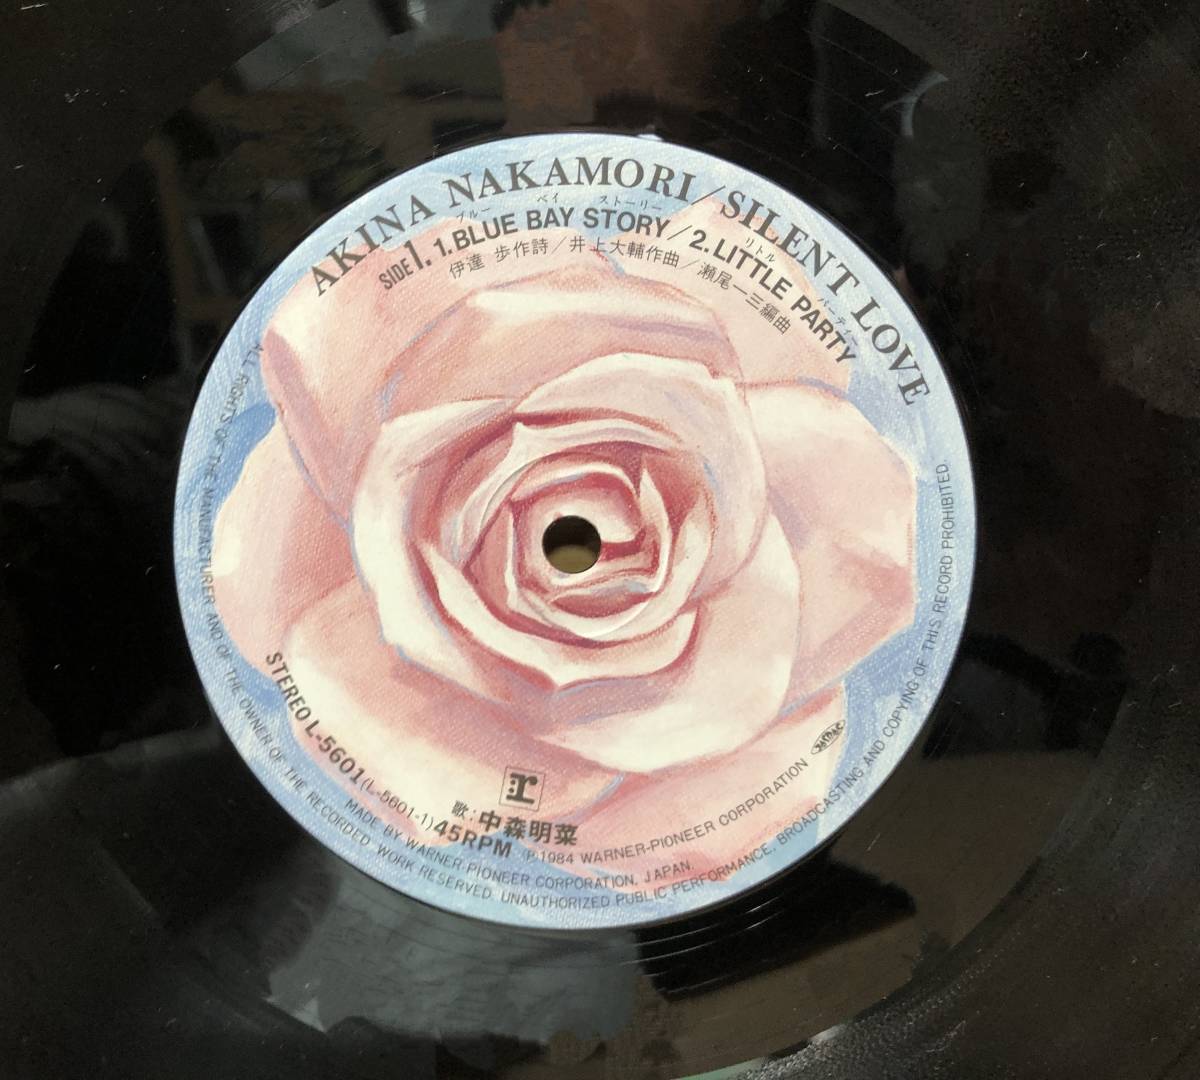 AKINA NAKAMORI/SILENT LOVE
ブルー ベイ ストーリー リトル パーティー
SIDE 1. 1. BLUE BAY STORY/2. LITTLE PARTY
伊達 歩作詩/井上大輔作曲/瀬尾一三編曲
STEREO L-5601(L-5601-1)45RPM
r
歌:中森明菜
Ⓟ1984 WARNER-PIONEER CORPORATION
JASRAC
MADE BY WARNER-PIONEER CORPORATION, JAPAN.
ALL RIGHTS OF THE MANUFACTURER AND OF THE OWNER OF THE RECORDED WORK RESERVED. UNAUTHORIZED PUBLIC PERFORMANCE, BROADCASTING AND COPYING OF THIS RECORD PROHIBITED.